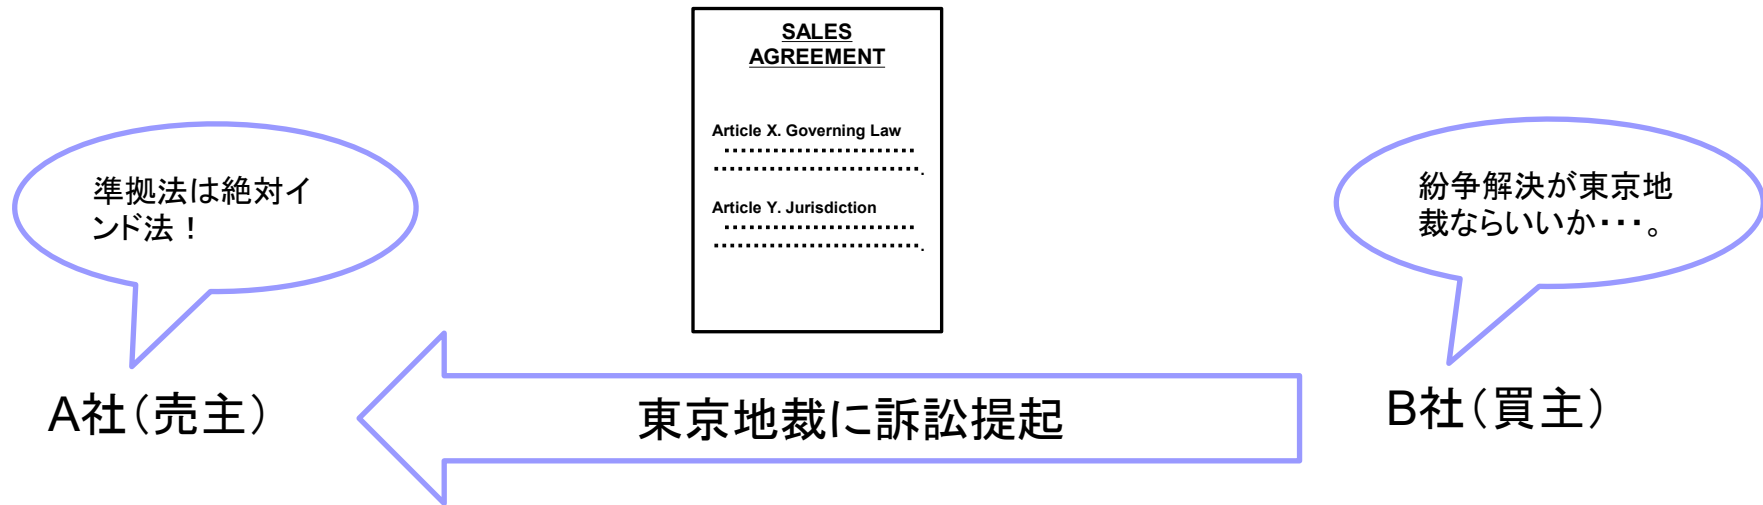 SALES
AGREEMENT
Article X. Governing Law
Article Y. Jurisdiction
準拠法は絶対イ
ンド法！
紛争解決が東京地
裁ならいいか・・・。
A社（売主）
東京地裁に訴訟提起
B社（買主）